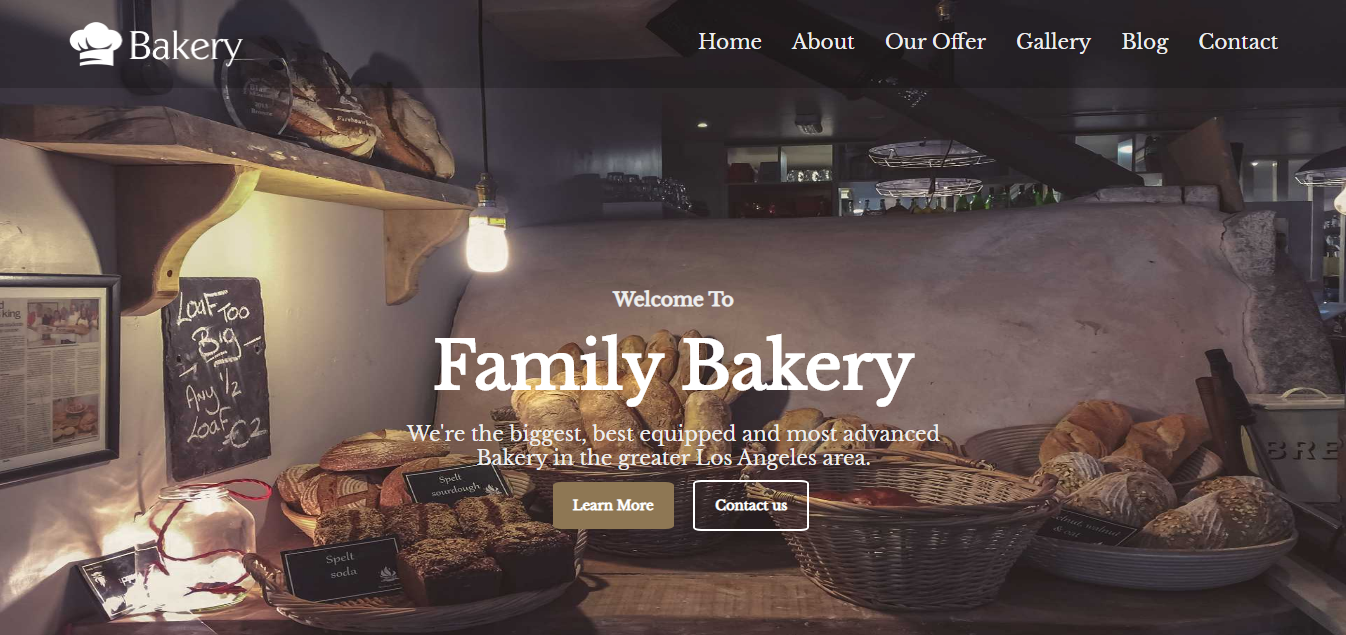 Bakery
Home About Our Offer Gallery Blog Contact
Loaf Too
Big
Any 1/2
Loaf £2
king
Welcome To
Family Bakery
We're the biggest, best equipped and most advanced
Bakery in the greater Los Angeles area.
Learn More Contact us
Spelt
sourdough
Spelt
soda
walnut
BRE